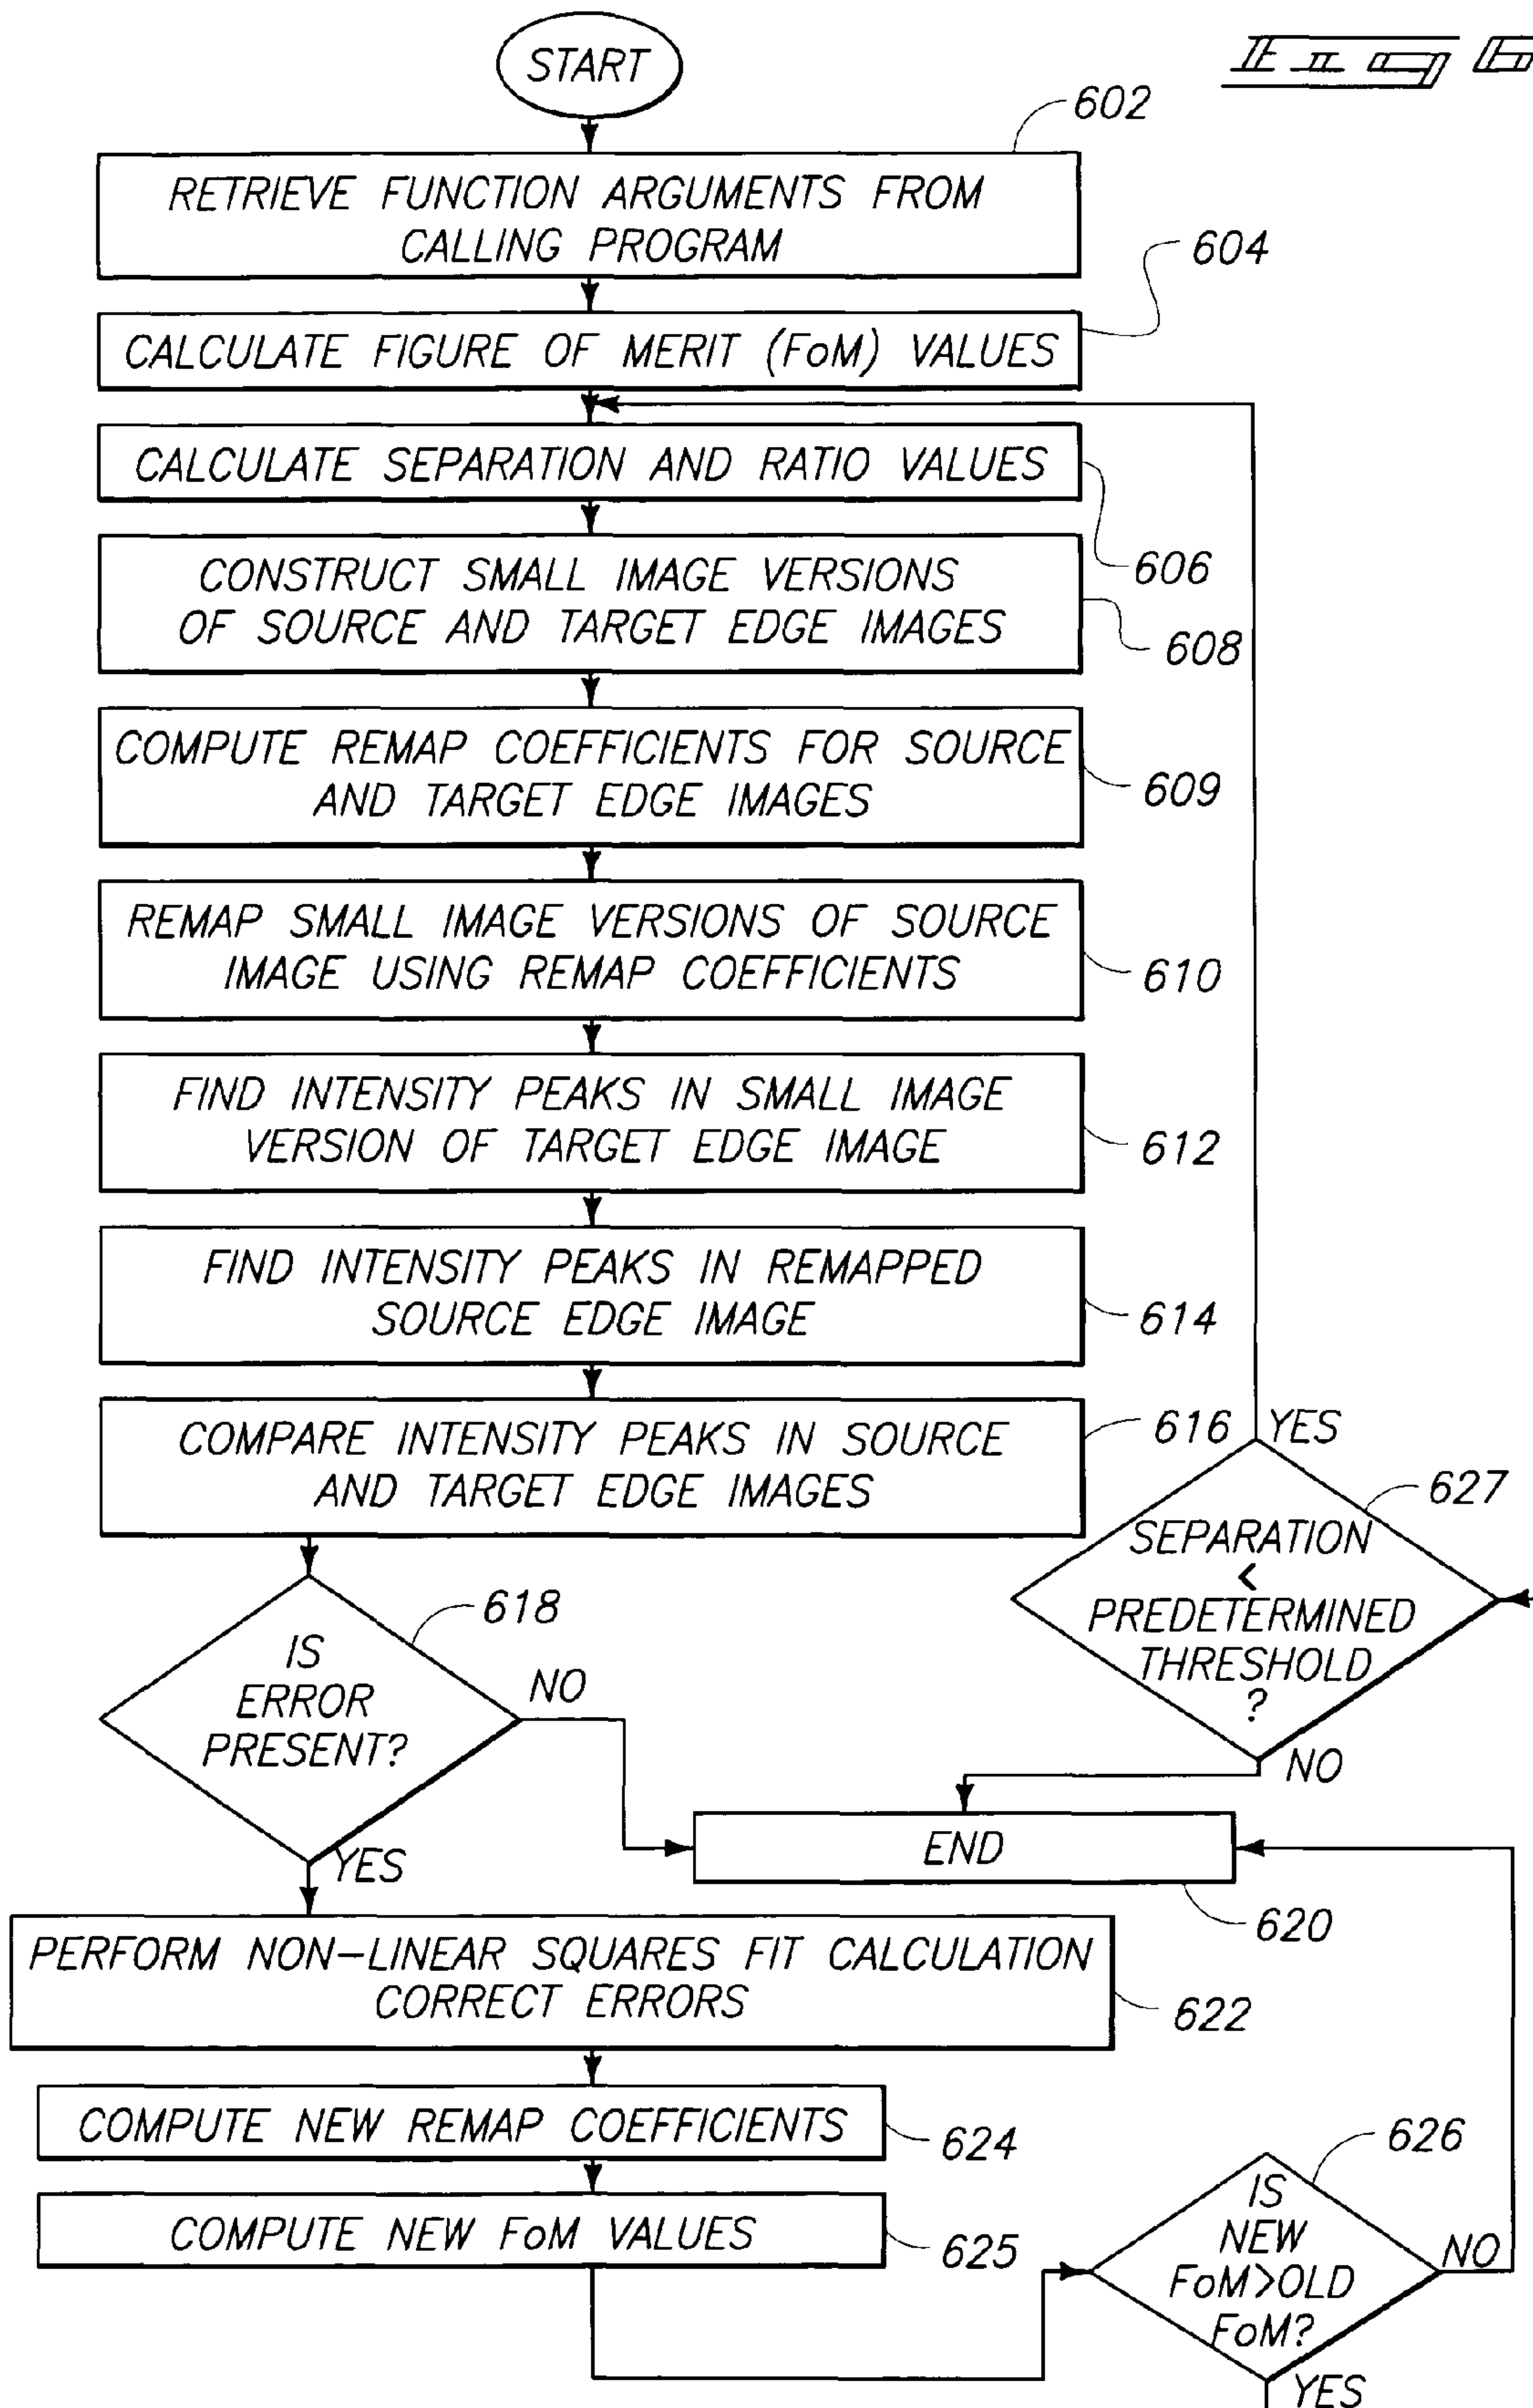 Fig 6
START
602
RETRIEVE FUNCTION ARGUMENTS FROM
CALLING PROGRAM
604
CALCULATE FIGURE OF MERIT (FoM) VALUES
CALCULATE SEPARATION AND RATIO VALUES
606
CONSTRUCT SMALL IMAGE VERSIONS
OF SOURCE AND TARGET EDGE IMAGES
608
COMPUTE REMAP COEFFICIENTS FOR SOURCE
AND TARGET EDGE IMAGES
609
REMAP SMALL IMAGE VERSIONS OF SOURCE
IMAGE USING REMAP COEFFICIENTS
610
FIND INTENSITY PEAKS IN SMALL IMAGE
VERSION OF TARGET EDGE IMAGE
612
FIND INTENSITY PEAKS IN REMAPPED
SOURCE EDGE IMAGE
614
COMPARE INTENSITY PEAKS IN SOURCE
AND TARGET EDGE IMAGES
616
YES
627
SEPARATION
<
PREDETERMINED
THRESHOLD
?
NO
618
IS
ERROR
PRESENT?
NO
YES
END
620
PERFORM NON-LINEAR SQUARES FIT CALCULATION
CORRECT ERRORS
622
COMPUTE NEW REMAP COEFFICIENTS
624
COMPUTE NEW FoM VALUES
625
626
IS
NEW
FoM>OLD
FoM?
NO
YES